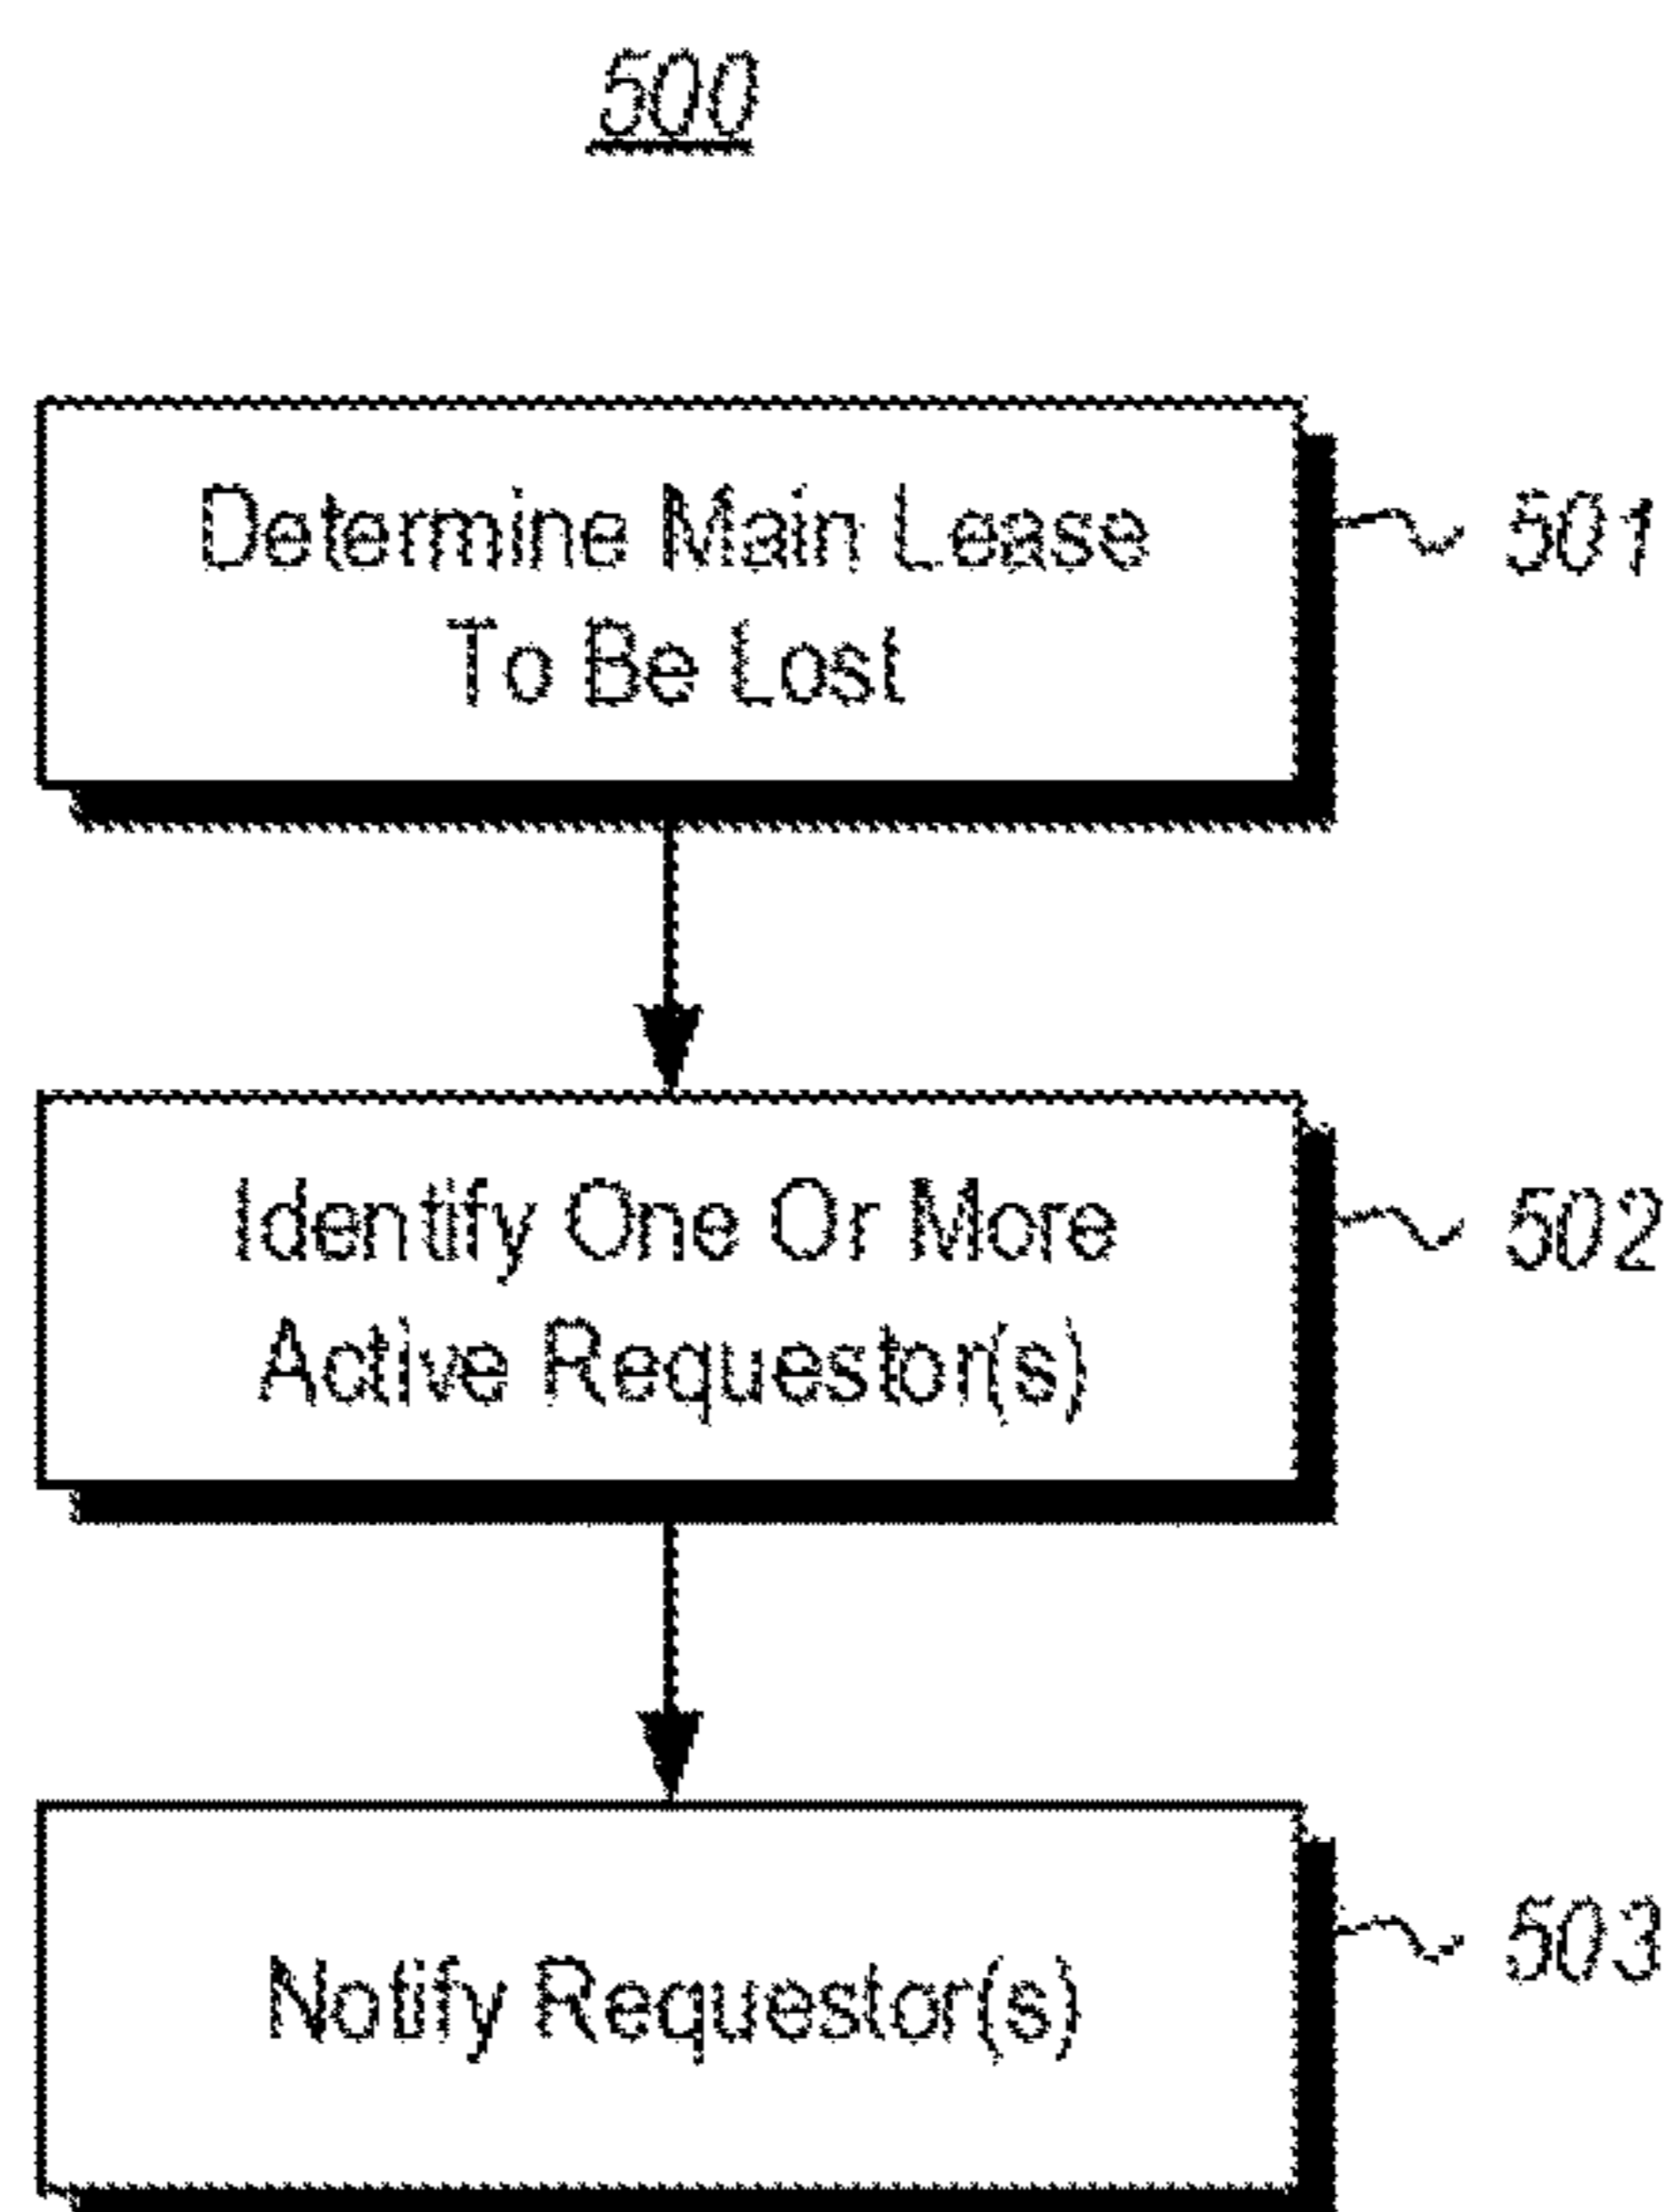 500
Determine Main Lease
To Be Lost
501
Identify One Or More
Active Requestor(s)
502
Notify Requestor(s)
503